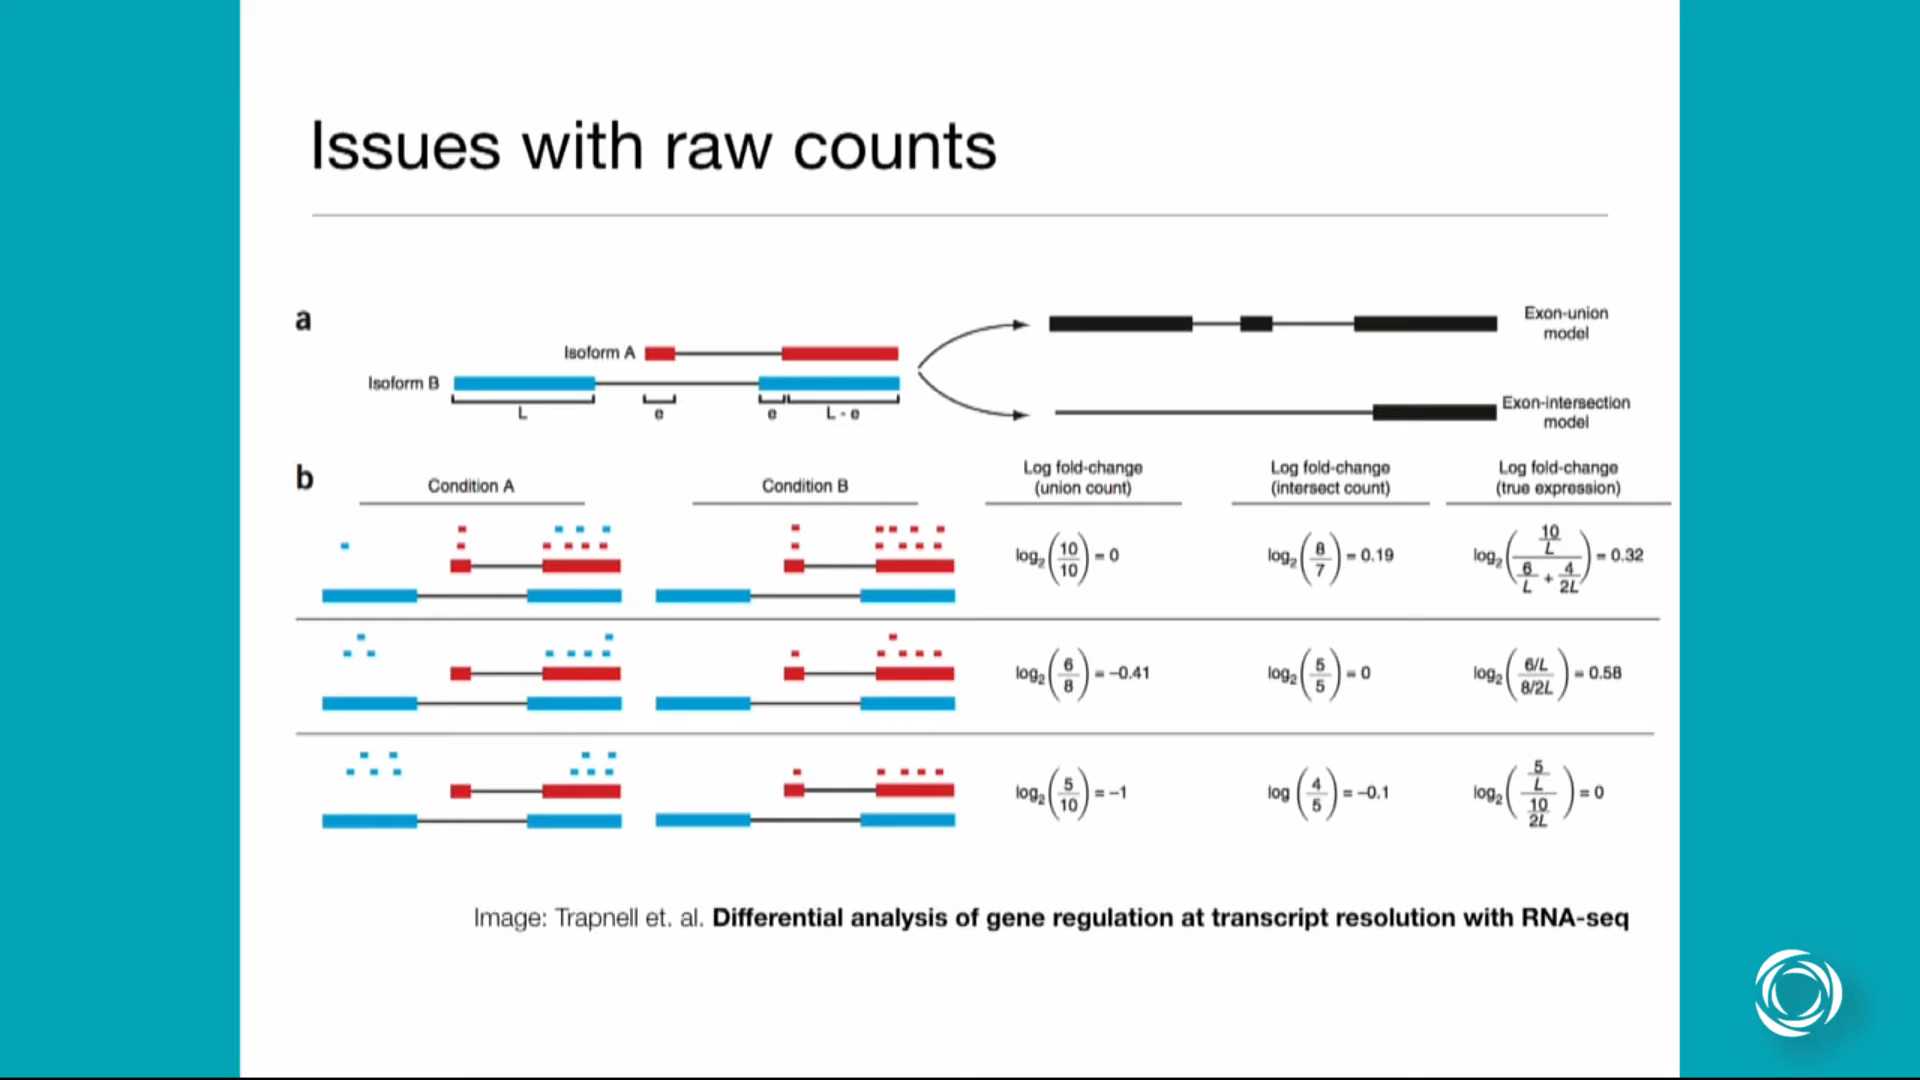 Issues with raw counts
a
Isoform A
Isoform B
L
e
e
L - e
Exon-union
model
Exon-intersection
model
b
Condition A
Condition B
Log fold-change
(union count)
Log fold-change
(intersect count)
Log fold-change
(true expression)
log₂(10/10) = 0
log₂(8/7) = 0.19
log₂((10/L)/(6/L + 4/2L)) = 0.32
log₂(6/8) = -0.41
log₂(5/5) = 0
log₂((6/L)/(8/2L)) = 0.58
log₂(5/10) = -1
log(4/5) = -0.1
log₂((5/L)/(10/2L)) = 0
Image: Trapnell et. al. Differential analysis of gene regulation at transcript resolution with RNA-seq